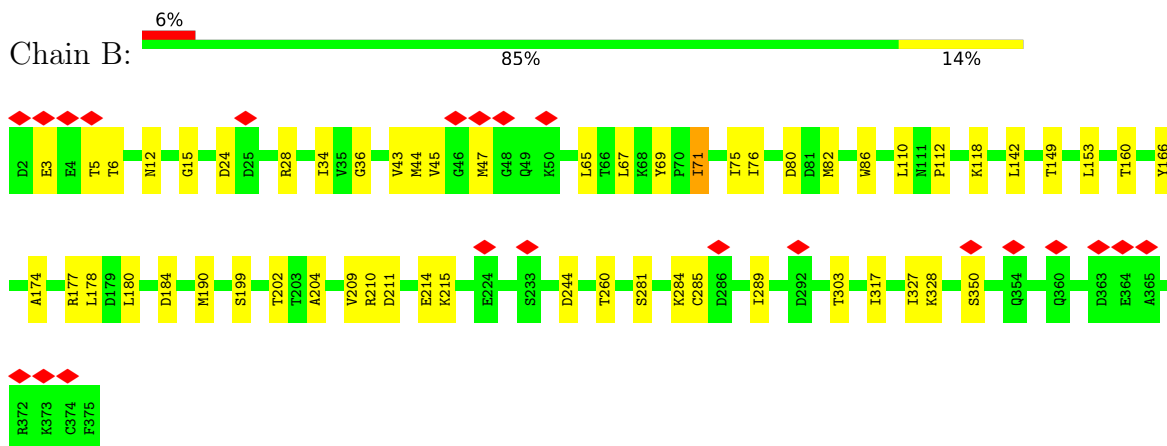 6%
Chain B:
85% 14%
D2 E3 E4 T5 T6 N12 G15 D24 D25 R28 I34 V35 G36 V43 M44 V45 G46 M47 G48 Q49 K50 L65 T66 L67 K68 Y69 P70 I71 I75 I76 D80 D81 M82 W86 L110 N111 P112 K118 L142 T149 L153 T160 Y166
A174 R177 L178 D179 L180 D184 M190 S199 T202 T203 A204 V209 R210 D211 E214 K215 E224 S233 D244 T260 S281 K284 C285 D286 I289 D292 T303 I317 I327 K328 S350 Q354 Q360 D363 E364 A365
R372 K373 C374 F375